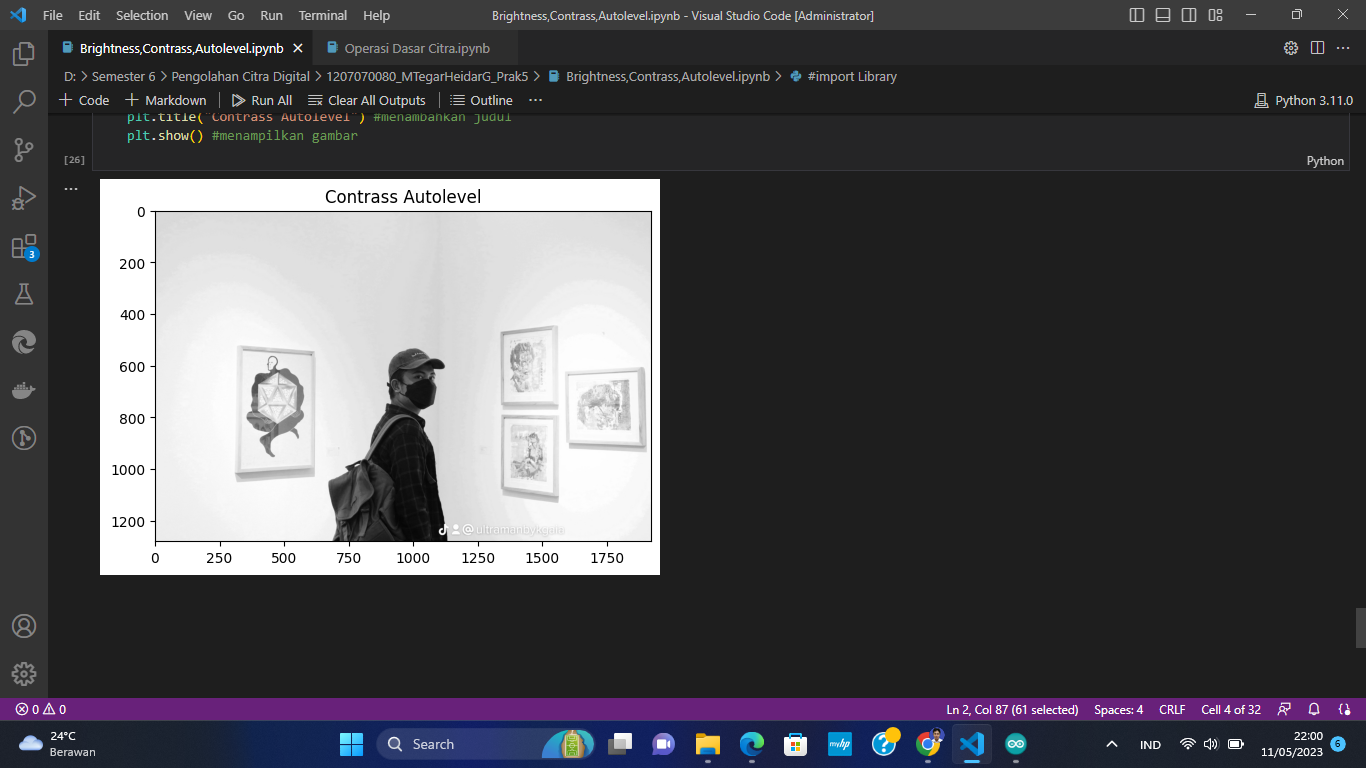 File Edit Selection View Go Run Terminal Help Brightness,Contrass,Autolevel.ipynb - Visual Studio Code [Administrator]
Brightness,Contrass,Autolevel.ipynb Operasi Dasar Citra.ipynb
D: > Semester 6 > Pengolahan Citra Digital > 1207070080_MTegarHeidarG_Prak5 > Brightness,Contrass,Autolevel.ipynb > #import Library
+ Code + Markdown Run All Clear All Outputs Outline ... Python 3.11.0
plt.title("Contrass Autolevel") #menambahkan judul
plt.show() #menampilkan gambar
[26] Python
...
Contrass Autolevel
0
200
400
600
800
1000
1200
0 250 500 750 1000 1250 1500 1750
3
0 0 Ln 2, Col 87 (61 selected) Spaces: 4 CRLF Cell 4 of 32
24°C
Berawan
Search
myhp
IND
22:00
11/05/2023
6